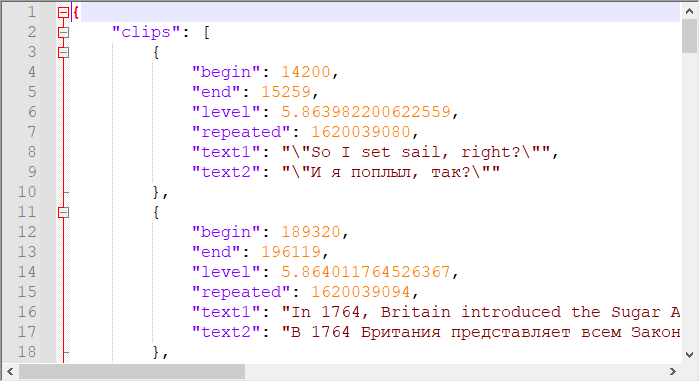 1 {
2 "clips": [
3 {
4 "begin": 14200,
5 "end": 15259,
6 "level": 5.863982200622559,
7 "repeated": 1620039080,
8 "text1": "\"So I set sail, right?\"",
9 "text2": "\"И я поплыл, так?\""
10 },
11 {
12 "begin": 189320,
13 "end": 196119,
14 "level": 5.864011764526367,
15 "repeated": 1620039094,
16 "text1": "In 1764, Britain introduced the Sugar A
17 "text2": "В 1764 Британия представляет всем Закон
18 },